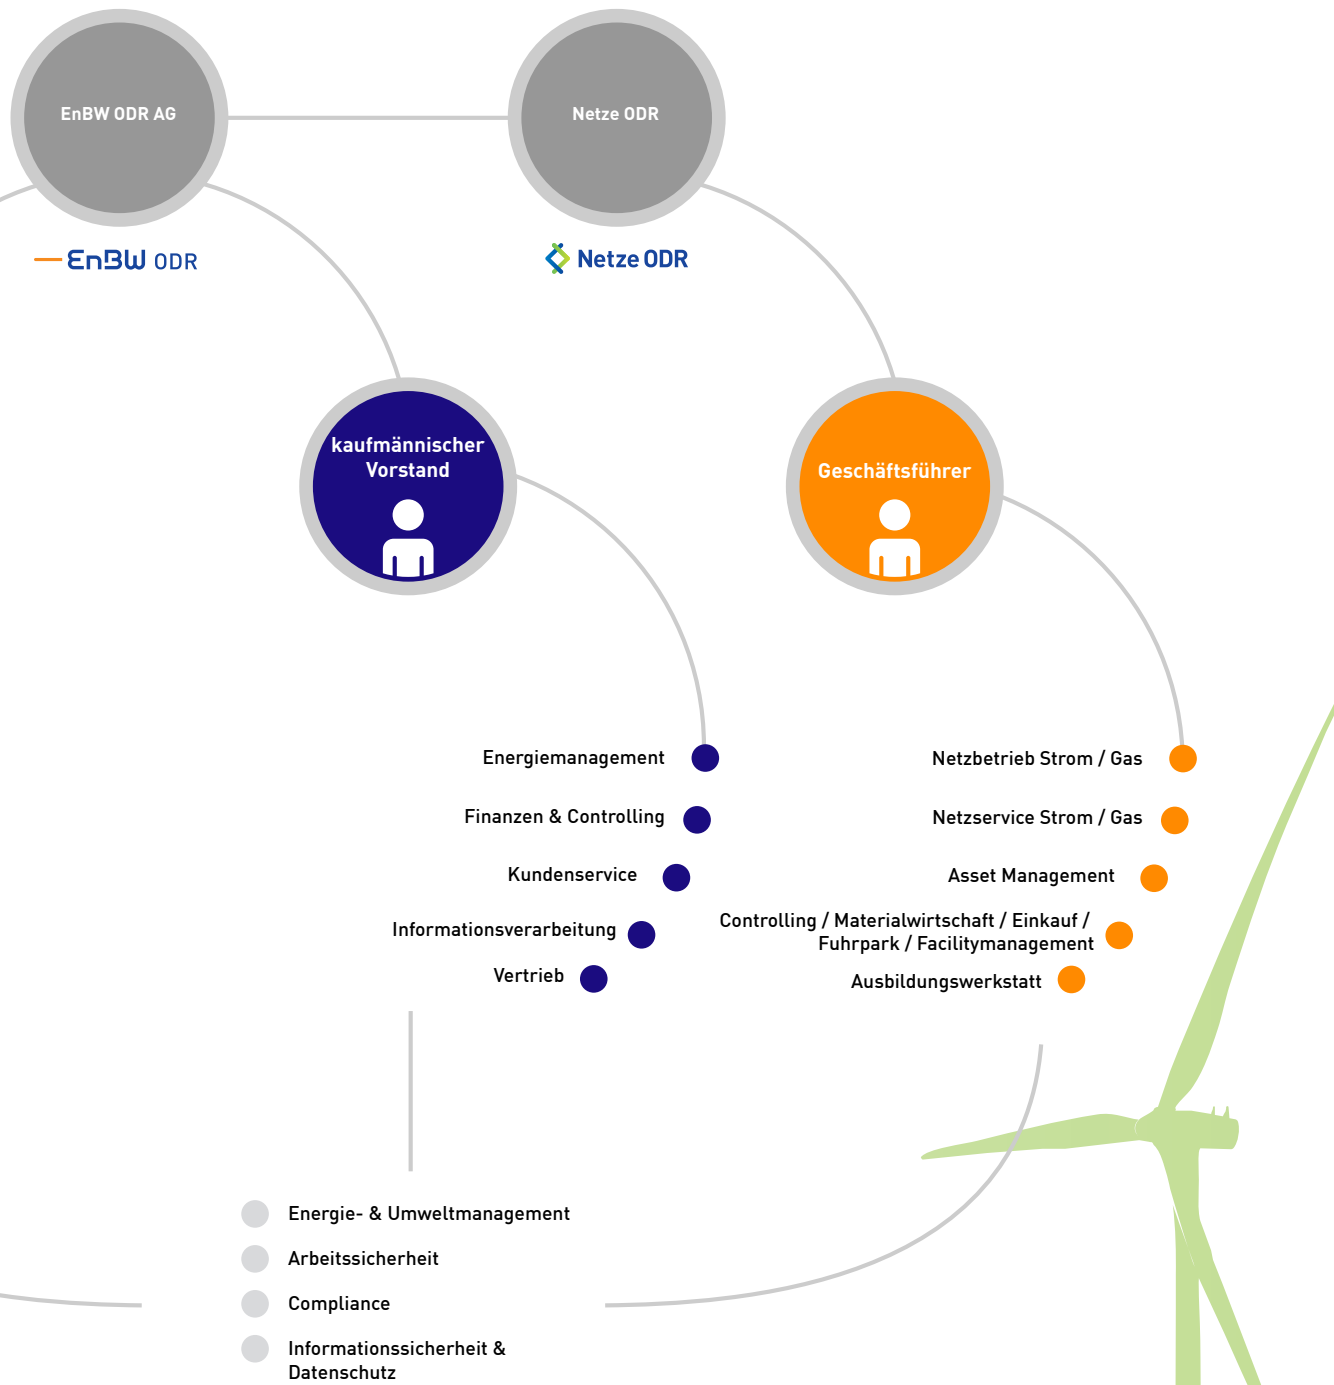 EnBW ODR AG
Netze ODR
EnBW ODR
Netze ODR
kaufmännischer
Vorstand
Geschäftsführer
Energiemanagement
Finanzen & Controlling
Kundenservice
Informationsverarbeitung
Vertrieb
Netzbetrieb Strom / Gas
Netzservice Strom / Gas
Asset Management
Controlling / Materialwirtschaft / Einkauf /
Fuhrpark / Facilitymanagement
Ausbildungswerkstatt
Energie- & Umweltmanagement
Arbeitssicherheit
Compliance
Informationssicherheit &
Datenschutz